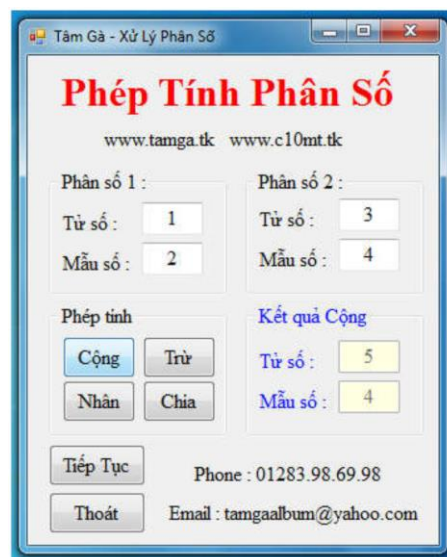 Tâm Gà - Xử Lý Phân Số
Phép Tính Phân Số
www.tamga.tk www.c10mt.tk
Phân số 1 :
Tử số : 1
Mẫu số : 2
Phân số 2 :
Tử số : 3
Mẫu số : 4
Phép tính
Cộng Trừ
Nhân Chia
Kết quả Cộng
Tử số : 5
Mẫu số : 4
Tiếp Tục
Phone : 01283.98.69.98
Thoát
Email : tamgaalbum@yahoo.com